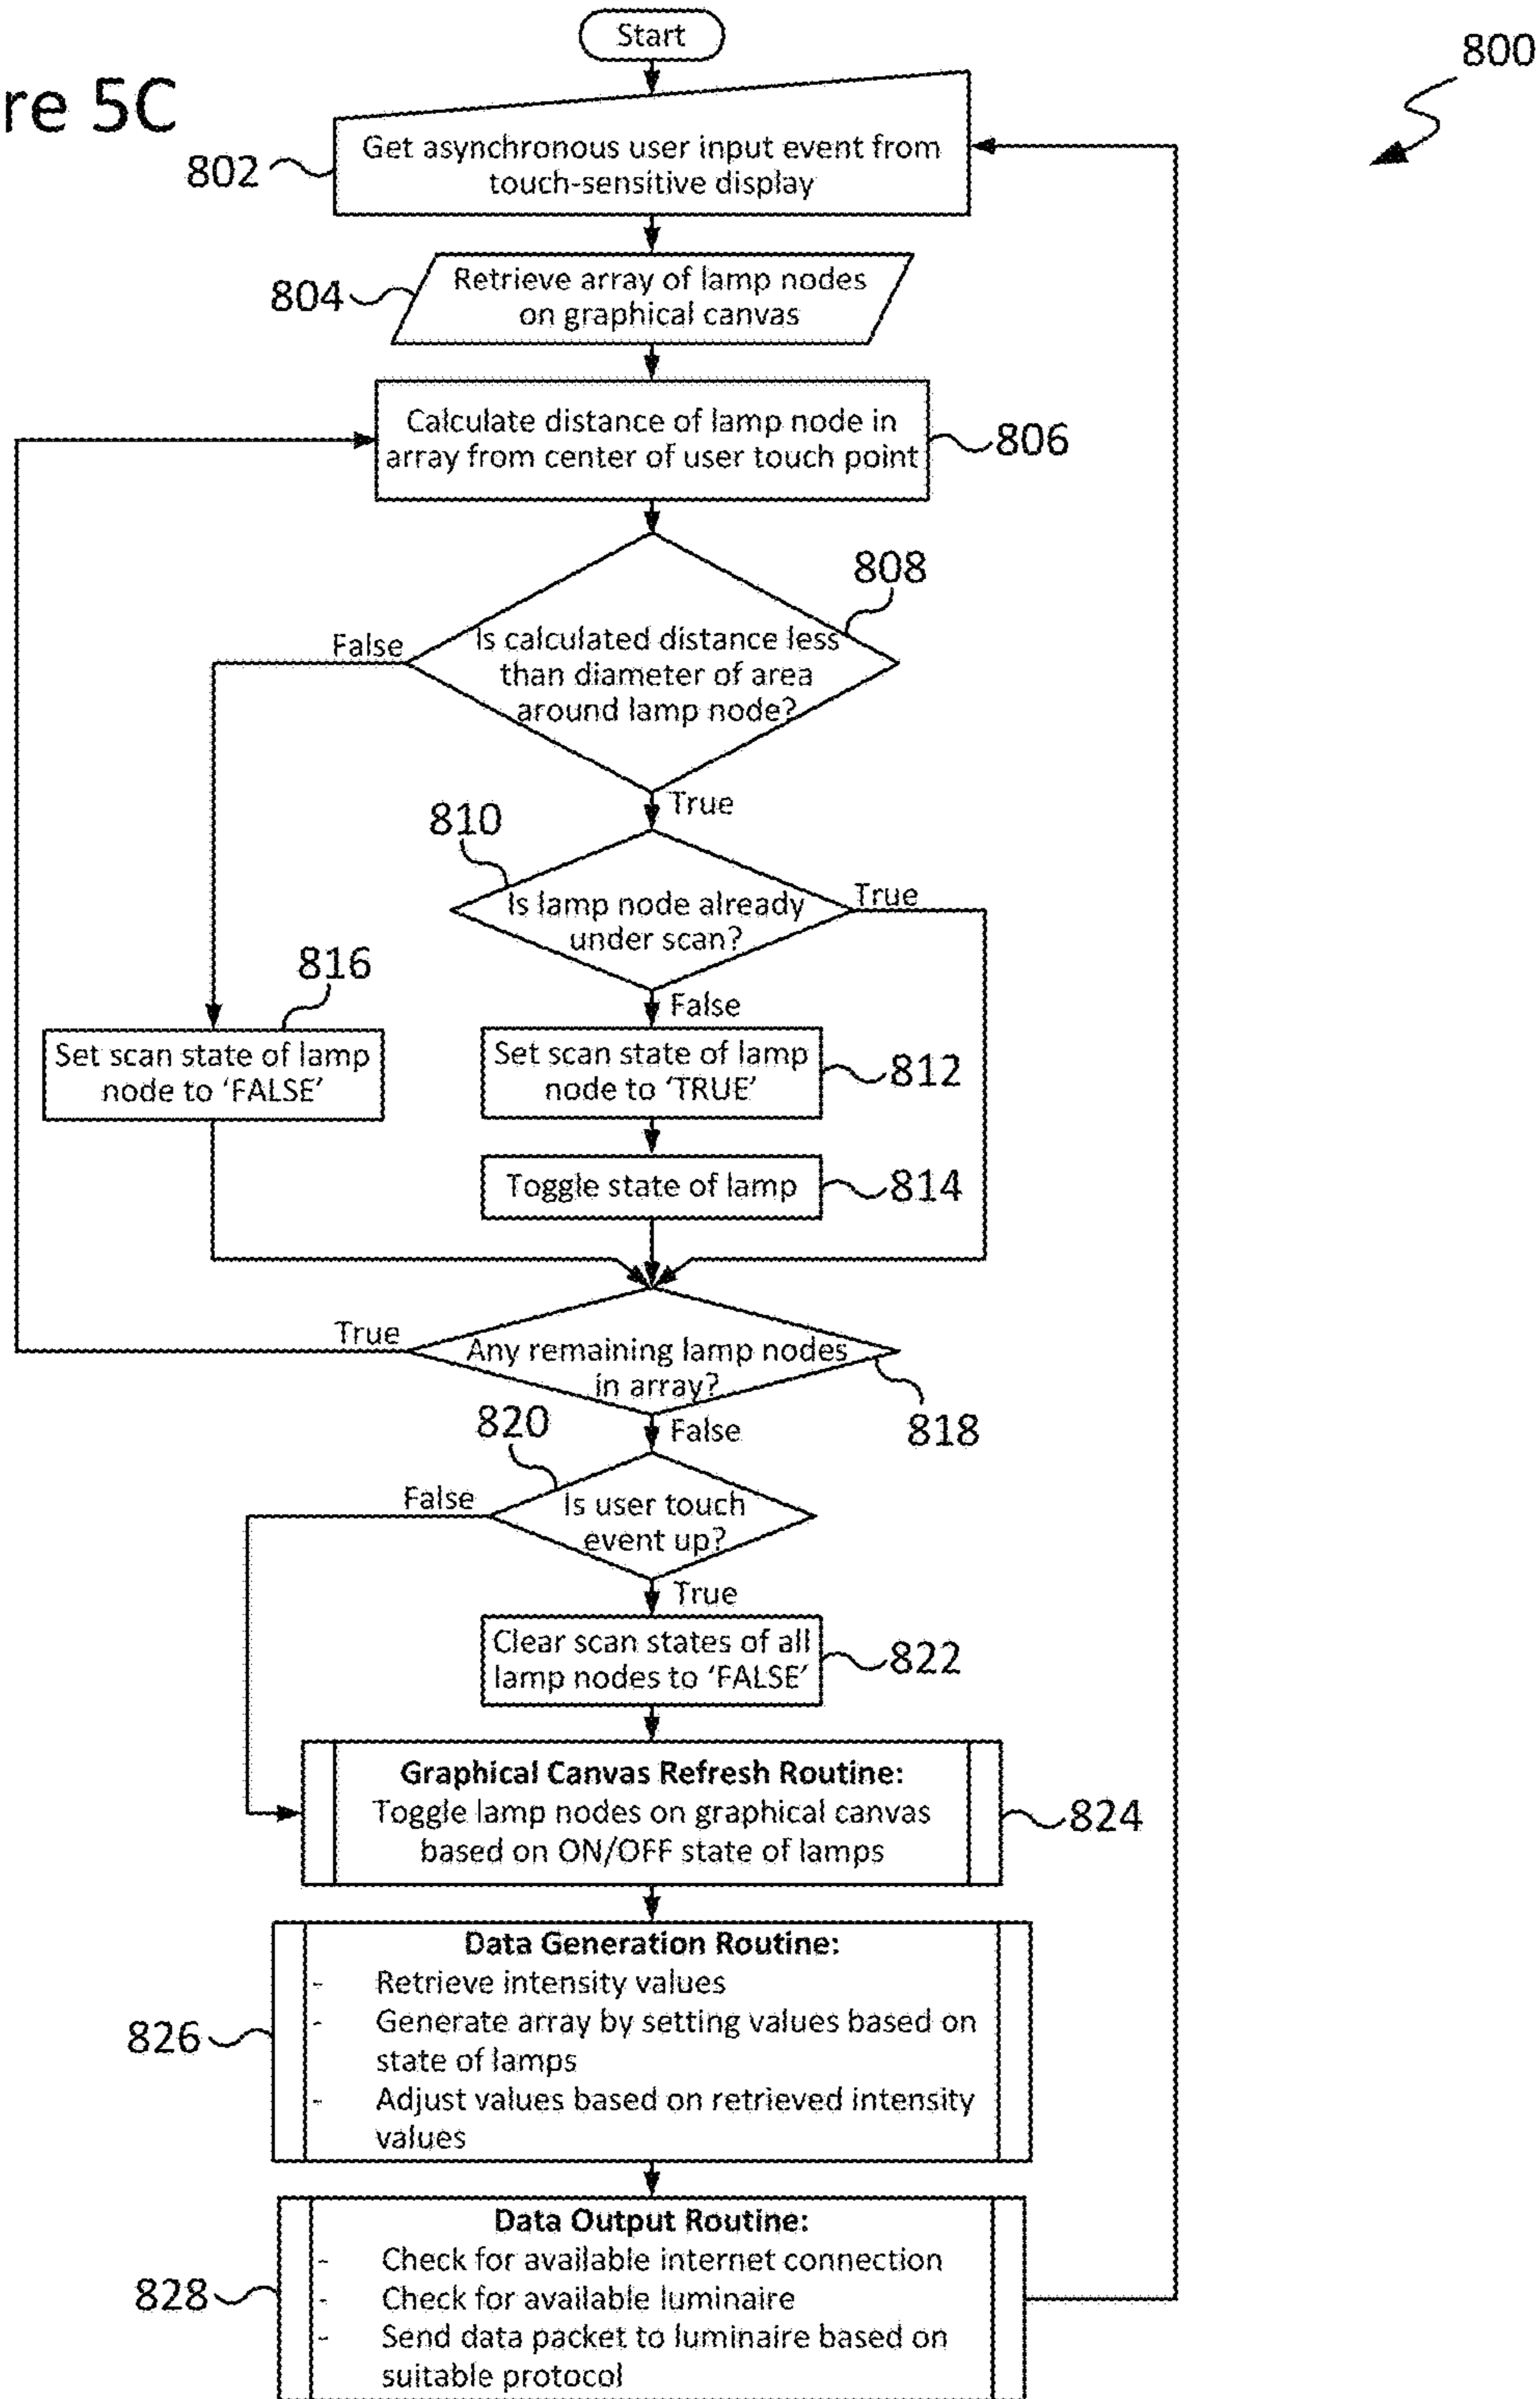 Start
800
re 5C
802
Get asynchronous user input event from
touch-sensitive display
804
Retrieve array of lamp nodes
on graphical canvas
Calculate distance of lamp node in
array from center of user touch point
806
808
False
Is calculated distance less
than diameter of area
around lamp node?
True
810
True
Is lamp node already
under scan?
816
False
Set scan state of lamp
node to ‘FALSE’
Set scan state of lamp
node to ‘TRUE’
812
Toggle state of lamp
814
True
Any remaining lamp nodes
in array?
818
820
False
False
Is user touch
event up?
True
Clear scan states of all
lamp nodes to ‘FALSE’
822
Graphical Canvas Refresh Routine:
Toggle lamp nodes on graphical canvas
based on ON/OFF state of lamps
824
Data Generation Routine:
- Retrieve intensity values
- Generate array by setting values based on
state of lamps
- Adjust values based on retrieved intensity
values
826
Data Output Routine:
- Check for available internet connection
- Check for available luminaire
- Send data packet to luminaire based on
suitable protocol
828